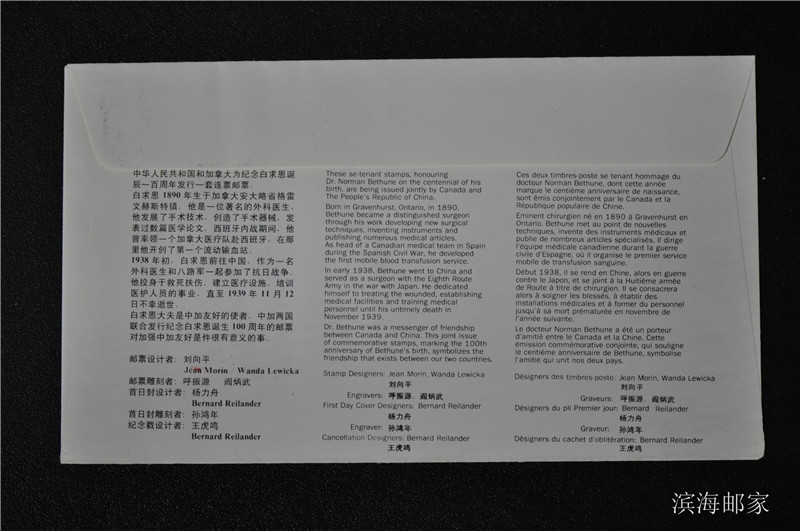 中华人民共和国和加拿大为纪念白求恩诞
辰一百周年发行一套连票邮票。
白求恩 1890 年生于加拿大安大略省格雷
文赫斯特镇，他是一位著名的外科医生，
他发展了手术技术，创造了手术器械，发
表过数篇医学论文。西班牙内战期间，他
曾率领一个加拿大医疗队赴西班牙，在那
里他开创了第一个流动输血站。
1938 年初，白求恩前往中国，作为一名
外科医生和八路军一起参加了抗日战争。
他投身于救死扶伤，建立医疗设施，培训
医护人员的事业，直至 1939 年 11 月 12
日不幸逝世。
白求恩大夫是中加友好的使者。中加两国
联合发行纪念白求恩诞生 100 周年的邮票
对加强中加友好是件很有意义的事。
邮票设计者：刘向平
Jean Morin / Wanda Lewicka
邮票雕刻者：呼振源 阎炳武
首日封设计者：杨力舟
Bernard Reilander
首日封雕刻者：孙鸿年
纪念戳设计者：王虎鸣
Bernard Reilander
These se-tenant stamps, honouring
Dr. Norman Bethune on the centennial of his
birth, are being issued jointly by Canada and
The People's Republic of China.
Born in Gravenhurst, Ontario, in 1890,
Bethune became a distinguished surgeon
through his work developing new surgical
techniques, inventing instruments and
publishing numerous medical articles.
As head of a Canadian medical team in Spain
during the Spanish Civil War, he developed
the first mobile blood transfusion service.
In early 1938, Bethune went to China and
served as a surgeon with the Eighth Route
Army in the war with Japan. He dedicated
himself to treating the wounded, establishing
medical facilities and training medical
personnel until his untimely death in
November 1939.
Dr. Bethune was a messenger of friendship
between Canada and China. This joint issue
of commemorative stamps, marking the 100th
anniversary of Bethune's birth, symbolizes the
friendship that exists between our two countries.
Stamp Designers: Jean Morin, Wanda Lewicka
刘向平
Engravers: 呼振源，阎炳武
First Day Cover Designers: Bernard Reilander
杨力舟
Engraver: 孙鸿年
Cancellation Designers: Bernard Reilander
王虎鸣
Ces deux timbres-poste se tenant hommage du
docteur Norman Bethune, dont cette année
marque le centième anniversaire de naissance,
sont émis conjointement par le Canada et la
République populaire de Chine.
Éminent chirurgien né en 1890 à Gravenhurst en
Ontario, Bethune met au point de nouvelles
techniques, invente des instruments médicaux et
publie de nombreux articles spécialisés. Il dirige
l'équipe médicale canadienne durant la guerre
civile d'Espagne, où il organise le premier service
mobile de transfusion sanguine.
Début 1938, il se rend en Chine, alors en guerre
contre le Japon, et se joint à la Huitième armée
de Route à titre de chirurgien. Il se consacrera
alors à soigner les blessés, à établir des
installations médicales et à former du personnel
jusqu'à sa mort prématurée en novembre de
l'année suivante.
Le docteur Norman Bethune a été un porteur
d'amitié entre le Canada et la Chine. Cette
émission commémorative conjointe, qui souligne
le centième anniversaire de Bethune, symbolise
l'amitié qui unit nos deux pays.
Désigners des timbres-poste: Jean Morin, Wanda Lewicka
刘向平
Graveurs: 呼振源，阎炳武
Désigners du pli Premier jour: Bernard Reilander
杨力舟
Graveur: 孙鸿年
Désigners du cachet d'oblitération: Bernard Reilander
王虎鸣
滨海邮家